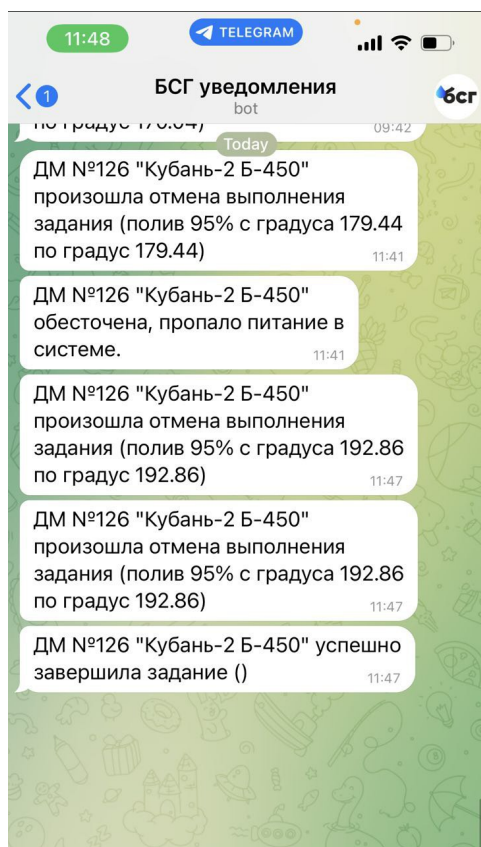 11:48
TELEGRAM
1
БСГ уведомления
bot
бсг
по градус 170.04)
09:42
Today
ДМ №126 "Кубань-2 Б-450"
произошла отмена выполнения
задания (полив 95% с градуса 179.44
по градус 179.44)
11:41
ДМ №126 "Кубань-2 Б-450"
обесточена, пропало питание в
системе.
11:41
ДМ №126 "Кубань-2 Б-450"
произошла отмена выполнения
задания (полив 95% с градуса 192.86
по градус 192.86)
11:47
ДМ №126 "Кубань-2 Б-450"
произошла отмена выполнения
задания (полив 95% с градуса 192.86
по градус 192.86)
11:47
ДМ №126 "Кубань-2 Б-450" успешно
завершила задание ()
11:47